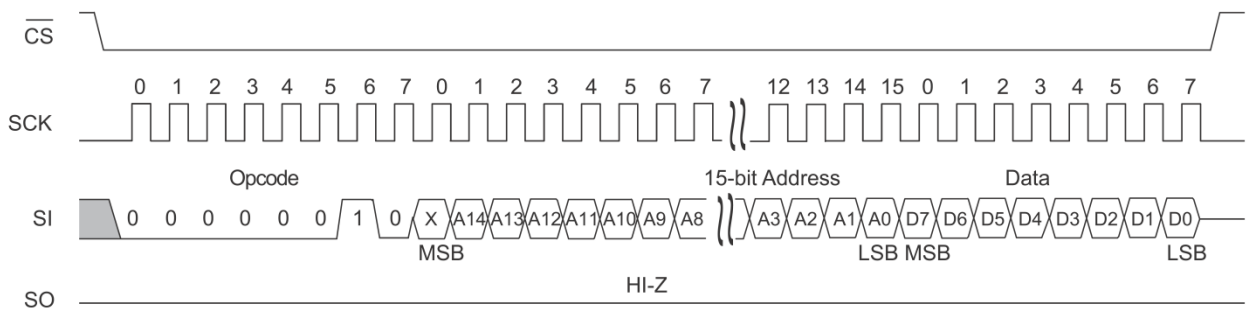 CS
0 1 2 3 4 5 6 7 0 1 2 3 4 5 6 7 12 13 14 15 0 1 2 3 4 5 6 7
SCK
Opcode 15-bit Address Data
SI 0 0 0 0 0 0 1 0 X A14 A13 A12 A11 A10 A9 A8 A3 A2 A1 A0 D7 D6 D5 D4 D3 D2 D1 D0
MSB LSB MSB LSB
HI-Z
SO